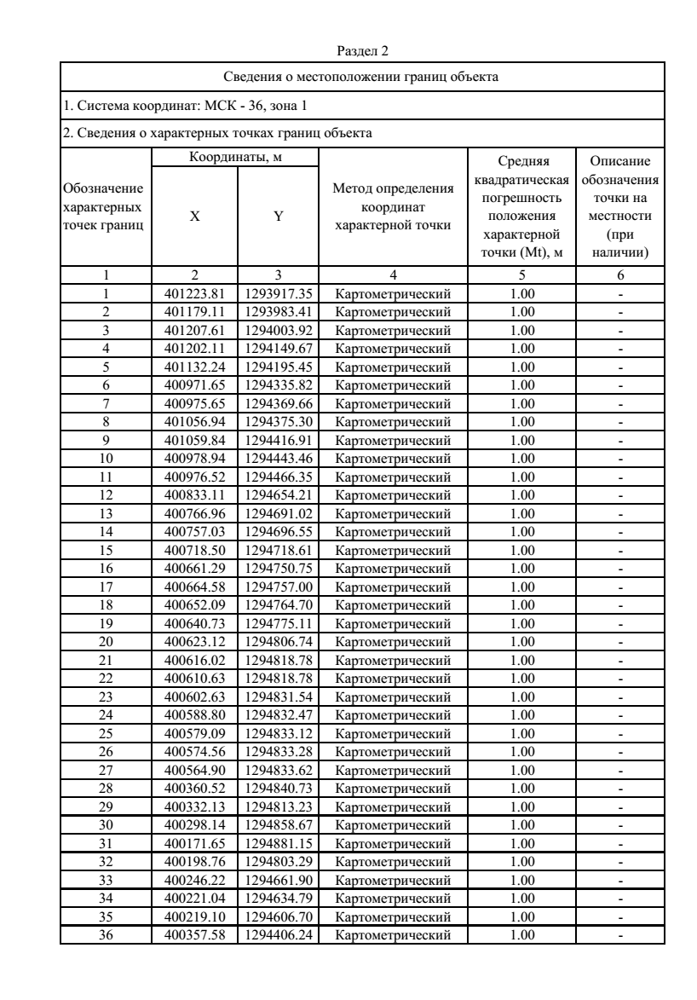 Раздел 2
Сведения о местоположении границ объекта
1. Система координат: МСК - 36, зона 1
2. Сведения о характерных точках границ объекта
Обозначение характерных точек границ
Координаты, м
X
Y
Метод определения координат характерной точки
Средняя квадратическая погрешность положения характерной точки (Mt), м
Описание обозначения точки на местности (при наличии)
1 2 3 4 5 6
1 401223.81 1293917.35 Картометрический 1.00 -
2 401179.11 1293983.41 Картометрический 1.00 -
3 401207.61 1294003.92 Картометрический 1.00 -
4 401202.11 1294149.67 Картометрический 1.00 -
5 401132.24 1294195.45 Картометрический 1.00 -
6 400971.65 1294335.82 Картометрический 1.00 -
7 400975.65 1294369.66 Картометрический 1.00 -
8 401056.94 1294375.30 Картометрический 1.00 -
9 401059.84 1294416.91 Картометрический 1.00 -
10 400978.94 1294443.46 Картометрический 1.00 -
11 400976.52 1294466.35 Картометрический 1.00 -
12 400833.11 1294654.21 Картометрический 1.00 -
13 400766.96 1294691.02 Картометрический 1.00 -
14 400757.03 1294696.55 Картометрический 1.00 -
15 400718.50 1294718.61 Картометрический 1.00 -
16 400661.29 1294750.75 Картометрический 1.00 -
17 400664.58 1294757.00 Картометрический 1.00 -
18 400652.09 1294764.70 Картометрический 1.00 -
19 400640.73 1294775.11 Картометрический 1.00 -
20 400623.12 1294806.74 Картометрический 1.00 -
21 400616.02 1294818.78 Картометрический 1.00 -
22 400610.63 1294818.78 Картометрический 1.00 -
23 400602.63 1294831.54 Картометрический 1.00 -
24 400588.80 1294832.47 Картометрический 1.00 -
25 400579.09 1294833.12 Картометрический 1.00 -
26 400574.56 1294833.28 Картометрический 1.00 -
27 400564.90 1294833.62 Картометрический 1.00 -
28 400360.52 1294840.73 Картометрический 1.00 -
29 400332.13 1294813.23 Картометрический 1.00 -
30 400298.14 1294858.67 Картометрический 1.00 -
31 400171.65 1294881.15 Картометрический 1.00 -
32 400198.76 1294803.29 Картометрический 1.00 -
33 400246.22 1294661.90 Картометрический 1.00 -
34 400221.04 1294634.79 Картометрический 1.00 -
35 400219.10 1294606.70 Картометрический 1.00 -
36 400357.58 1294406.24 Картометрический 1.00 -